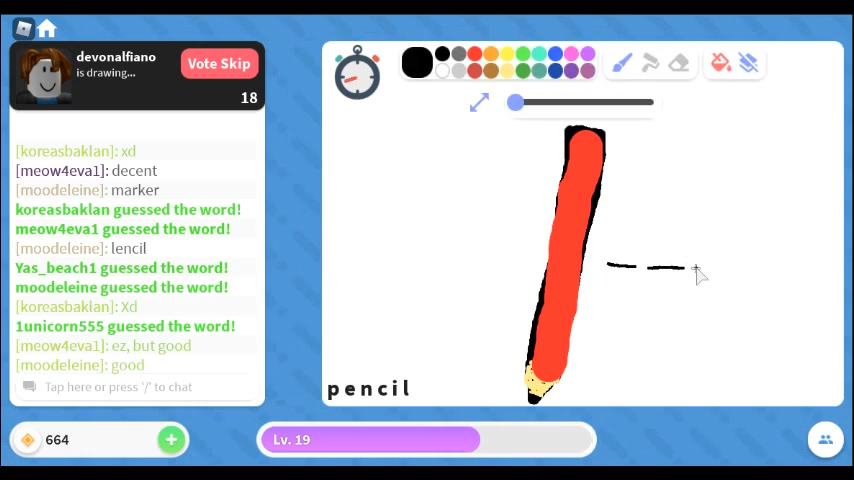 devonalfiano
is drawing...
Vote Skip
18
[koreasbaklan]: xd
[meow4eva1]: decent
[moodeleine]: marker
koreasbaklan guessed the word!
meow4eva1 guessed the word!
[moodeleine]: lencil
Yas_beach1 guessed the word!
moodeleine guessed the word!
[koreasbaklan]: Xd
1unicorn555 guessed the word!
[meow4eva1]: ez, but good
[moodeleine]: good
Tap here or press '/' to chat
pencil
664
Lv. 19